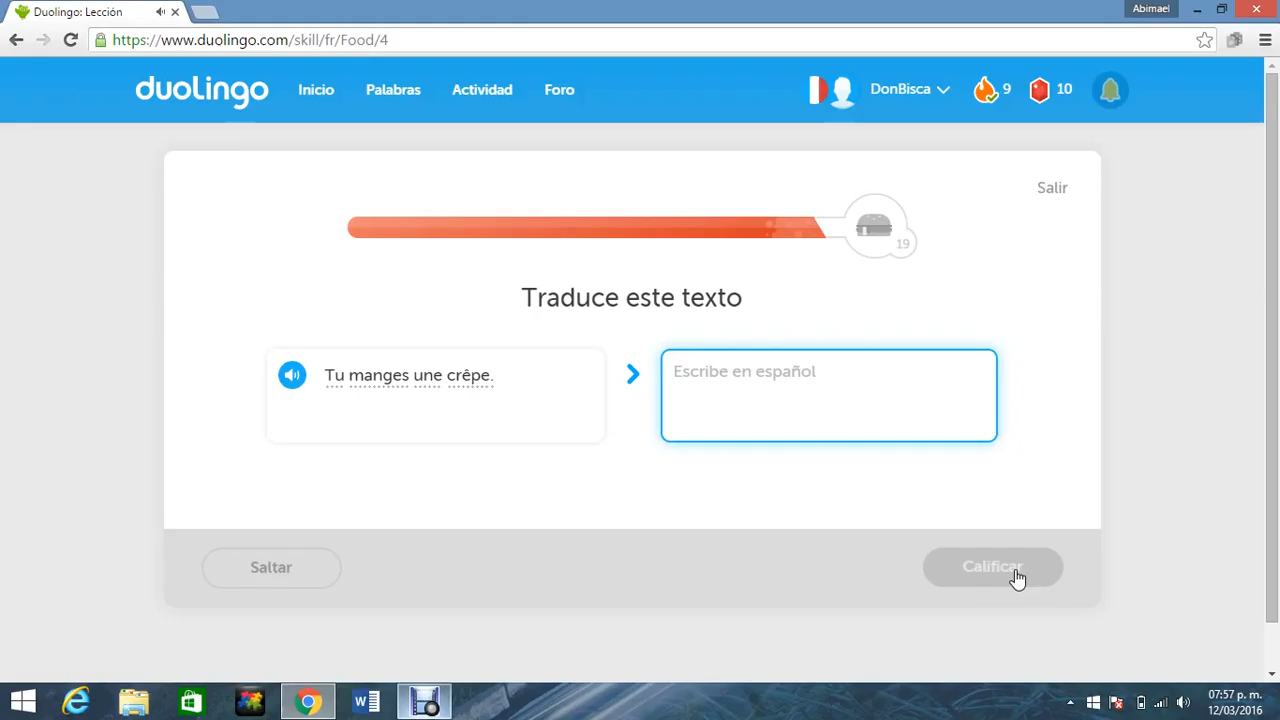 Duolingo: Lección
Abimael
https://www.duolingo.com/skill/fr/Food/4
duolingo
Inicio
Palabras
Actividad
Foro
DonBisca
9
10
Salir
19
Traduce este texto
Tu manges une crêpe.
Escribe en español
Saltar
Calificar
07:57 p. m.
12/03/2016